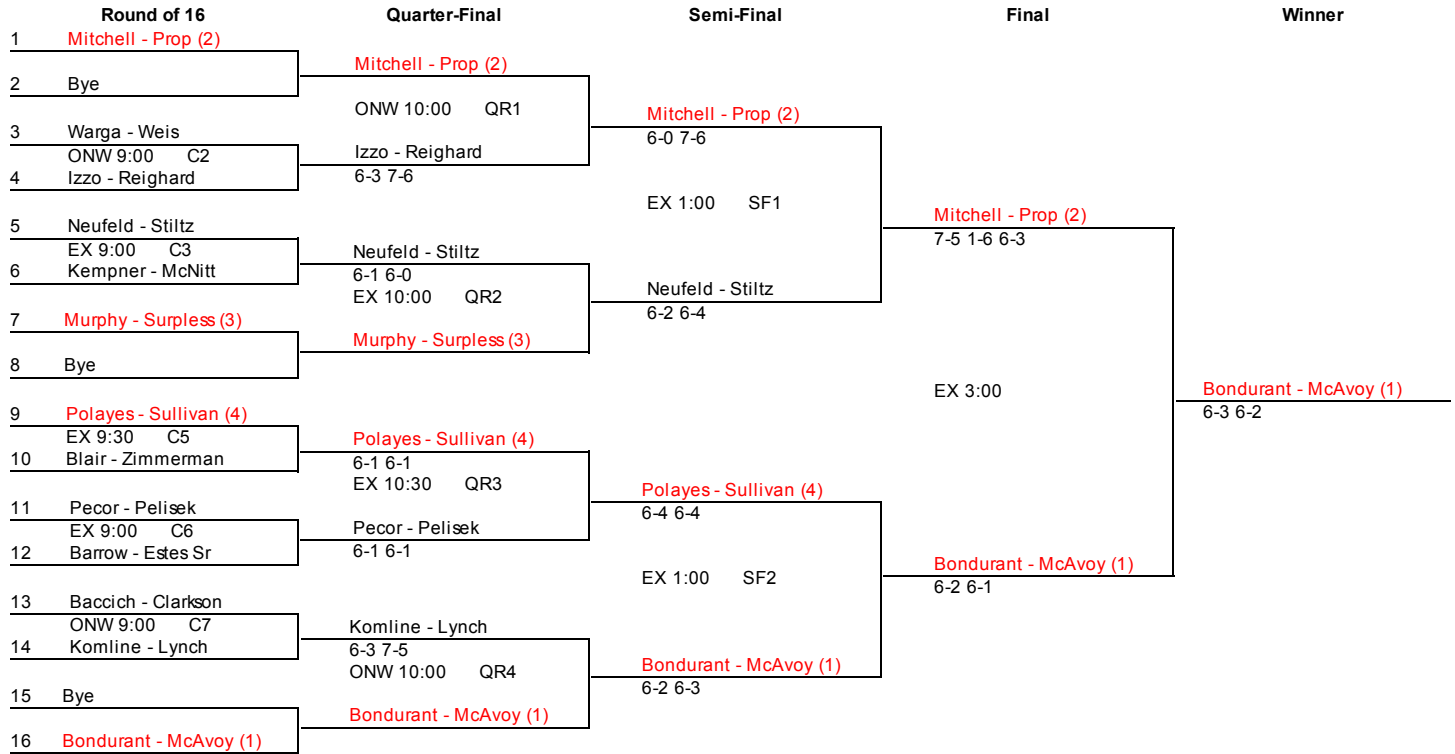 Round of 16 Quarter-Final Semi-Final Final Winner
1 Mitchell - Prop (2)
Mitchell - Prop (2)
2 Bye
ONW 10:00 QR1
Mitchell - Prop (2)
3 Warga - Weis
6-0 7-6
ONW 9:00 C2
Izzo - Reighard
4 Izzo - Reighard
6-3 7-6
EX 1:00 SF1
Mitchell - Prop (2)
5 Neufeld - Stiltz
7-5 1-6 6-3
EX 9:00 C3
Neufeld - Stiltz
6 Kempner - McNitt
6-1 6-0
EX 10:00 QR2
Neufeld - Stiltz
6-2 6-4
7 Murphy - Surpless (3)
Murphy - Surpless (3)
8 Bye
EX 3:00
Bondurant - McAvoy (1)
6-3 6-2
9 Polayes - Sullivan (4)
EX 9:30 C5
Polayes - Sullivan (4)
10 Blair - Zimmerman
6-1 6-1
EX 10:30 QR3
Polayes - Sullivan (4)
6-4 6-4
11 Pecor - Pelisek
EX 9:00 C6
Pecor - Pelisek
12 Barrow - Estes Sr
6-1 6-1
Bondurant - McAvoy (1)
EX 1:00 SF2
6-2 6-1
13 Baccich - Clarkson
ONW 9:00 C7
Komline - Lynch
14 Komline - Lynch
6-3 7-5
ONW 10:00 QR4
Bondurant - McAvoy (1)
6-2 6-3
15 Bye
Bondurant - McAvoy (1)
16 Bondurant - McAvoy (1)